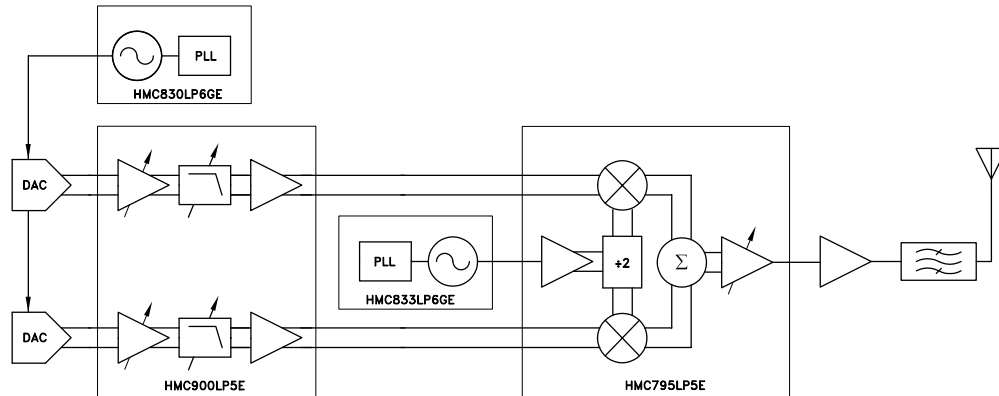 PLL
HMC830LP6GE
DAC
PLL
÷2
Σ
HMC833LP6GE
DAC
HMC900LP5E
HMC795LP5E